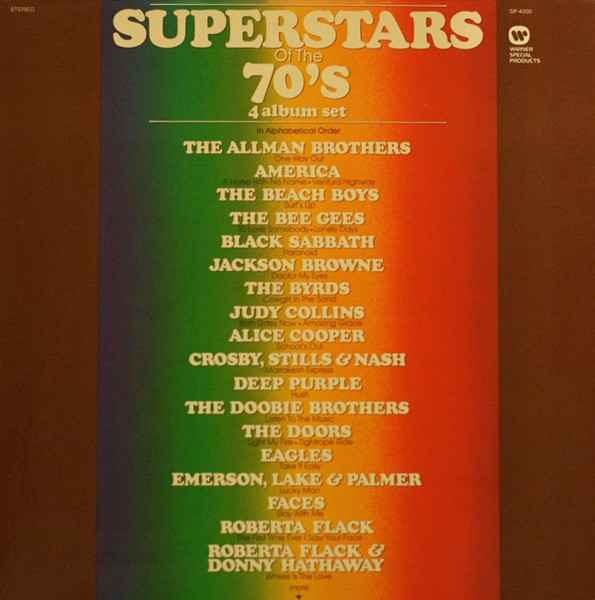 STEREO
SP-4000
SUPERSTARS
Of The
70's
4 album set
WARNER
SPECIAL
PRODUCTS
In Alphabetical Order
THE ALLMAN BROTHERS
One Way Out
AMERICA
A Horse With No Name • Ventura Highway
THE BEACH BOYS
Surf's Up
THE BEE GEES
To Love Somebody • Lonely Days
BLACK SABBATH
Paranoid
JACKSON BROWNE
Doctor My Eyes
THE BYRDS
Cowgirl In The Sand
JUDY COLLINS
Both Sides Now • Amazing Grace
ALICE COOPER
School's Out
CROSBY, STILLS & NASH
Marrakesh Express
DEEP PURPLE
Hush
THE DOOBIE BROTHERS
Listen To The Music
THE DOORS
Light My Fire • Tightrope Ride
EAGLES
Take It Easy
EMERSON, LAKE & PALMER
Lucky Man
FACES
Stay With Me
ROBERTA FLACK
The First Time Ever I Saw Your Face
ROBERTA FLACK &
DONNY HATHAWAY
Where Is The Love
more